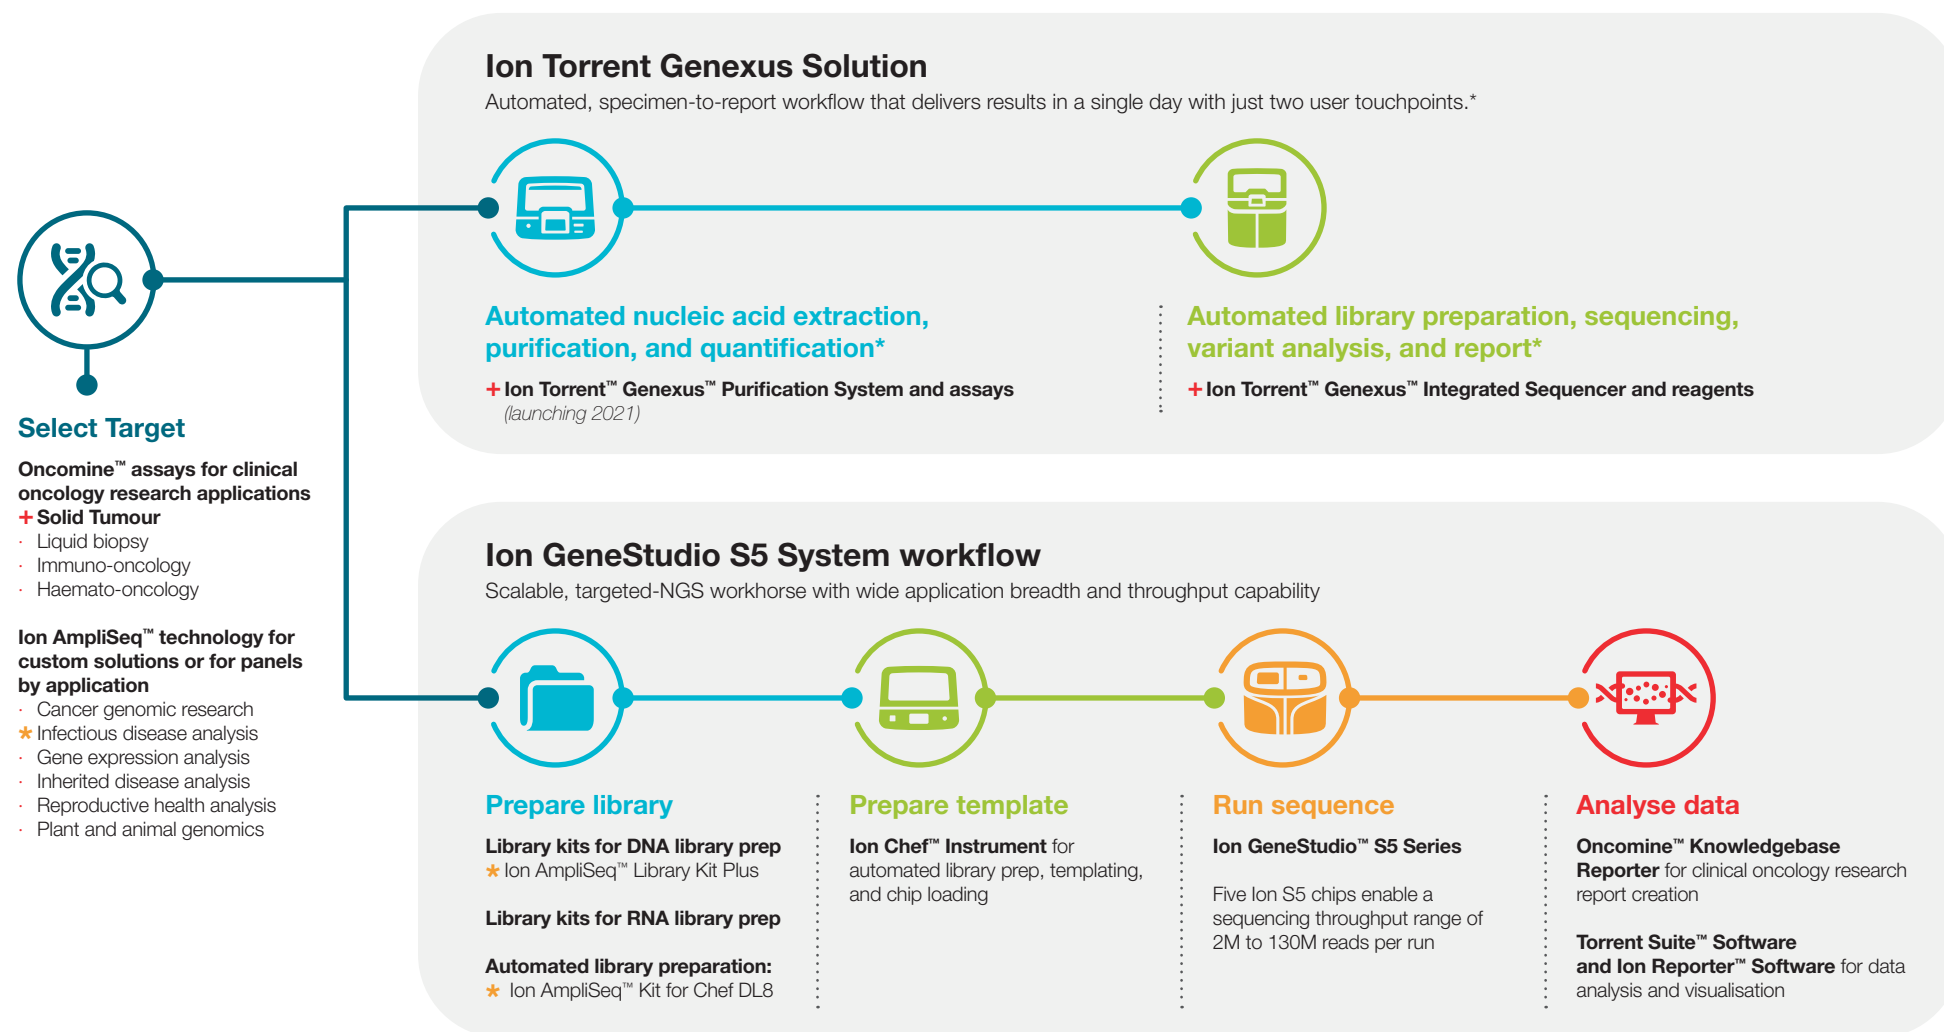 Ion Torrent Genexus Solution
Automated, specimen-to-report workflow that delivers results in a single day with just two user touchpoints.*
Automated nucleic acid extraction,
purification, and quantification*
+ Ion Torrent™ Genexus™ Purification System and assays
(launching 2021)
Automated library preparation, sequencing,
variant analysis, and report*
+ Ion Torrent™ Genexus™ Integrated Sequencer and reagents
Select Target
Oncomine™ assays for clinical
oncology research applications
+ Solid Tumour
· Liquid biopsy
· Immuno-oncology
· Haemato-oncology
Ion AmpliSeq™ technology for
custom solutions or for panels
by application
· Cancer genomic research
* Infectious disease analysis
· Gene expression analysis
· Inherited disease analysis
· Reproductive health analysis
· Plant and animal genomics
Ion GeneStudio S5 System workflow
Scalable, targeted-NGS workhorse with wide application breadth and throughput capability
Prepare library
Library kits for DNA library prep
* Ion AmpliSeq™ Library Kit Plus
Library kits for RNA library prep
Automated library preparation:
* Ion AmpliSeq™ Kit for Chef DL8
Prepare template
Ion Chef™ Instrument for
automated library prep, templating,
and chip loading
Run sequence
Ion GeneStudio™ S5 Series
Five Ion S5 chips enable a
sequencing throughput range of
2M to 130M reads per run
Analyse data
Oncomine™ Knowledgebase
Reporter for clinical oncology research
report creation
Torrent Suite™ Software
and Ion Reporter™ Software for data
analysis and visualisation